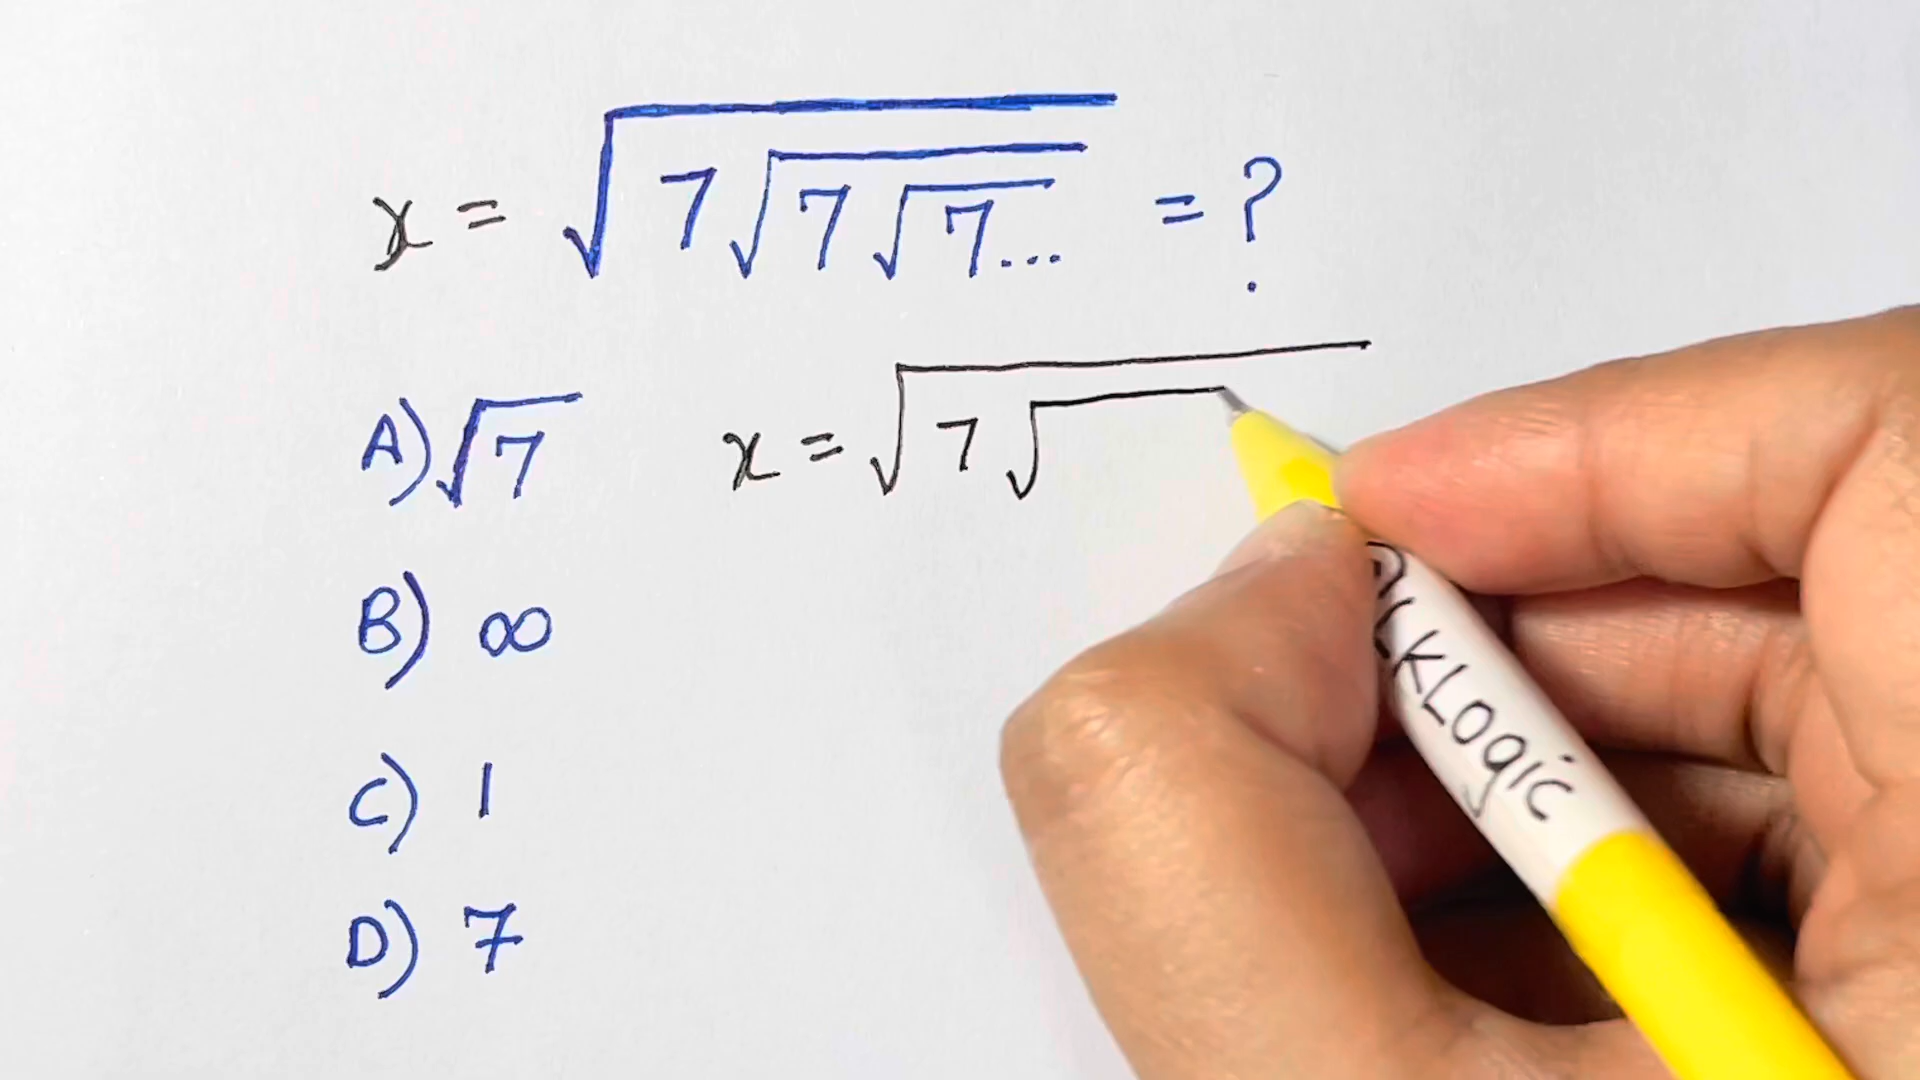 x = √(7√(7√(7...))) = ?
A) √7
x = √(7√
B) ∞
C) 1
D) 7
LKLogic